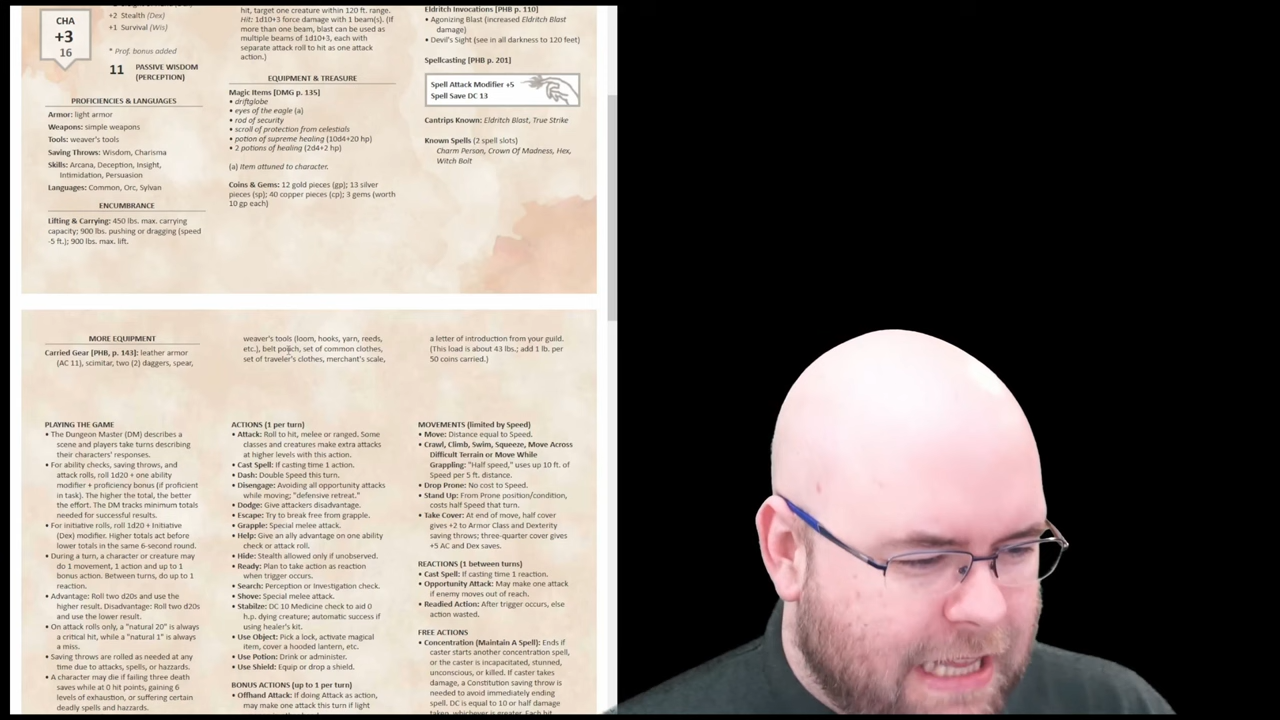 CHA
+3
16
+2 Stealth (Dex)
+1 Survival (Wis)
* Prof. bonus added
11 PASSIVE WISDOM
(PERCEPTION)
PROFICIENCIES & LANGUAGES
Armor: light armor
Weapons: simple weapons
Tools: weaver's tools
Saving Throws: Wisdom, Charisma
Skills: Arcana, Deception, Insight,
Intimidation, Persuasion
Languages: Common, Orc, Sylvan
ENCUMBRANCE
Lifting & Carrying: 450 lbs. max. carrying
capacity; 900 lbs. pushing or dragging (speed
-5 ft.); 900 lbs. max. lift.
hit, target one creature within 120 ft. range.
Hit: 1d10+3 force damage with 1 beam(s). (If
more than one beam, blast can be used as
multiple beams of 1d10+3, each with
separate attack roll to hit as one attack
action.)
EQUIPMENT & TREASURE
Magic Items [DMG p. 135]
• driftglobe
• eyes of the eagle (a)
• rod of security
• scroll of protection from celestials
• potion of supreme healing (10d4+20 hp)
• 2 potions of healing (2d4+2 hp)
(a) Item attuned to character.
Coins & Gems: 12 gold pieces (gp); 13 silver
pieces (sp); 40 copper pieces (cp); 3 gems (worth
10 gp each)
Eldritch Invocations [PHB p. 110]
• Agonizing Blast (increased Eldritch Blast
damage)
• Devil's Sight (see in all darkness to 120 feet)
Spellcasting [PHB p. 201]
Spell Attack Modifier +5
Spell Save DC 13
Cantrips Known: Eldritch Blast, True Strike
Known Spells (2 spell slots)
Charm Person, Crown Of Madness, Hex,
Witch Bolt
MORE EQUIPMENT
Carried Gear [PHB, p. 143]: leather armor
(AC 11), scimitar, two (2) daggers, spear,
weaver's tools (loom, hooks, yarn, reeds,
etc.), belt pouch, set of common clothes,
set of traveler's clothes, merchant's scale,
a letter of introduction from your guild.
(This load is about 43 lbs.; add 1 lb. per
50 coins carried.)
PLAYING THE GAME
• The Dungeon Master (DM) describes a
scene and players take turns describing
their characters' responses.
• For ability checks, saving throws, and
attack rolls, roll 1d20 + one ability
modifier + proficiency bonus (if proficient
in task). The higher the total, the better
the effort. The DM tracks minimum totals
needed for successful results.
• For initiative rolls, roll 1d20 + Initiative
(Dex) modifier. Higher totals act before
lower totals in the same 6-second round.
• During a turn, a character or creature may
do 1 movement, 1 action and up to 1
bonus action. Between turns, do up to 1
reaction.
• Advantage: Roll two d20s and use the
higher result. Disadvantage: Roll two d20s
and use the lower result.
• On attack rolls only, a "natural 20" is always
a critical hit, while a "natural 1" is always
a miss.
• Saving throws are rolled as needed at any
time due to attacks, spells, or hazzards.
• A character may die if failing three death
saves while at 0 hit points, gaining 6
levels of exhaustion, or suffering certain
deadly spells and hazzards.
ACTIONS (1 per turn)
• Attack: Roll to hit, melee or ranged. Some
classes and creatures make extra attacks
at higher levels with this action.
• Cast Spell: If casting time 1 action.
• Dash: Double Speed this turn.
• Disengage: Avoiding all opportunity attacks
while moving; "defensive retreat."
• Dodge: Give attackers disadvantage.
• Escape: Try to break free from grapple.
• Grapple: Special melee attack.
• Help: Give an ally advantage on one ability
check or attack roll.
• Hide: Stealth allowed only if unobserved.
• Ready: Plan to take action as reaction
when trigger occurs.
• Search: Perception or Investigation check.
• Shove: Special melee attack.
• Stabilze: DC 10 Medicine check to aid 0
h.p. dying creature; automatic success if
using healer's kit.
• Use Object: Pick a lock, activate magical
item, cover a hooded lantern, etc.
• Use Potion: Drink or administer.
• Use Shield: Equip or drop a shield.
BONUS ACTIONS (up to 1 per turn)
• Offhand Attack: If doing Attack as action,
may make one attack this turn if light
MOVEMENTS (limited by Speed)
• Move: Distance equal to Speed.
• Crawl, Climb, Swim, Squeeze, Move Across
Difficult Terrain or Move While
Grappling: "Half speed," uses up 10 ft. of
Speed per 5 ft. distance.
• Drop Prone: No cost to Speed.
• Stand Up: From Prone position/condition,
costs half Speed that turn.
• Take Cover: At end of move, half cover
gives +2 to Armor Class and Dexterity
saving throws; three-quarter cover gives
+5 AC and Dex saves.
REACTIONS (1 between turns)
• Cast Spell: If casting time 1 reaction.
• Opportunity Attack: May make one attack
if enemy moves out of reach.
• Readied Action: After trigger occurs, else
action wasted.
FREE ACTIONS
• Concentration (Maintain A Spell): Ends if
caster starts another concentration spell,
or the caster is incapacitated, stunned,
unconscious, or killed. If caster takes
damage, a Constitution saving throw is
needed to avoid immediately ending
spell. DC is equal to 10 or half damage
taken, whichever is greater. Each hit